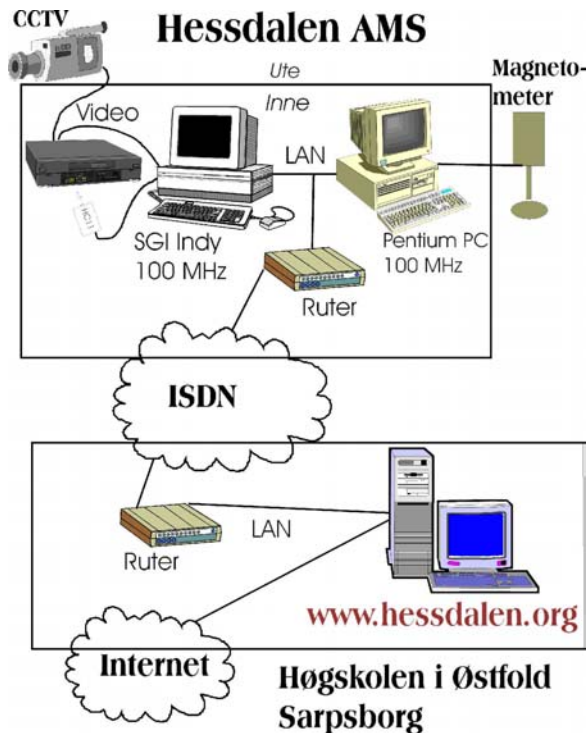 CCTV
Hessdalen AMS
Ute
Inne
Magneto-
meter
Video
LAN
HC11
SGI Indy
100 MHz
Pentium PC
100 MHz
Ruter
ISDN
LAN
Ruter
www.hessdalen.org
Internet
Høgskolen i Østfold
Sarpsborg